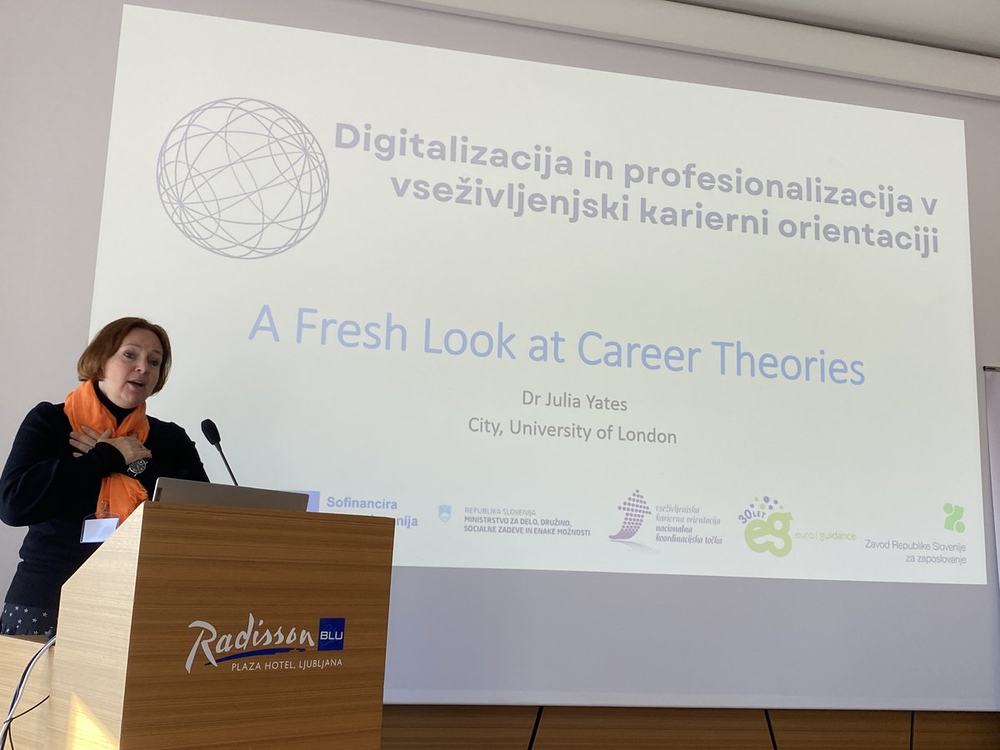 Digitalizacija in profesionalizacija v
vseživljenjski karierni orientaciji
A Fresh Look at Career Theories
Dr Julia Yates
City, University of London
Sofinancira
nija
REPUBLIKA SLOVENIJA
MINISTRSTVO ZA DELO, DRUŽINO,
SOCIALNE ZADEVE IN ENAKE MOŽNOSTI
vseživljenjska
karierna orientacija
nacionalna
koordinacijska točka
30 LET
eg
euro|guidance
Zavod Republike Slovenije
za zaposlovanje
Radisson BLU
PLAZA HOTEL, LJUBLJANA